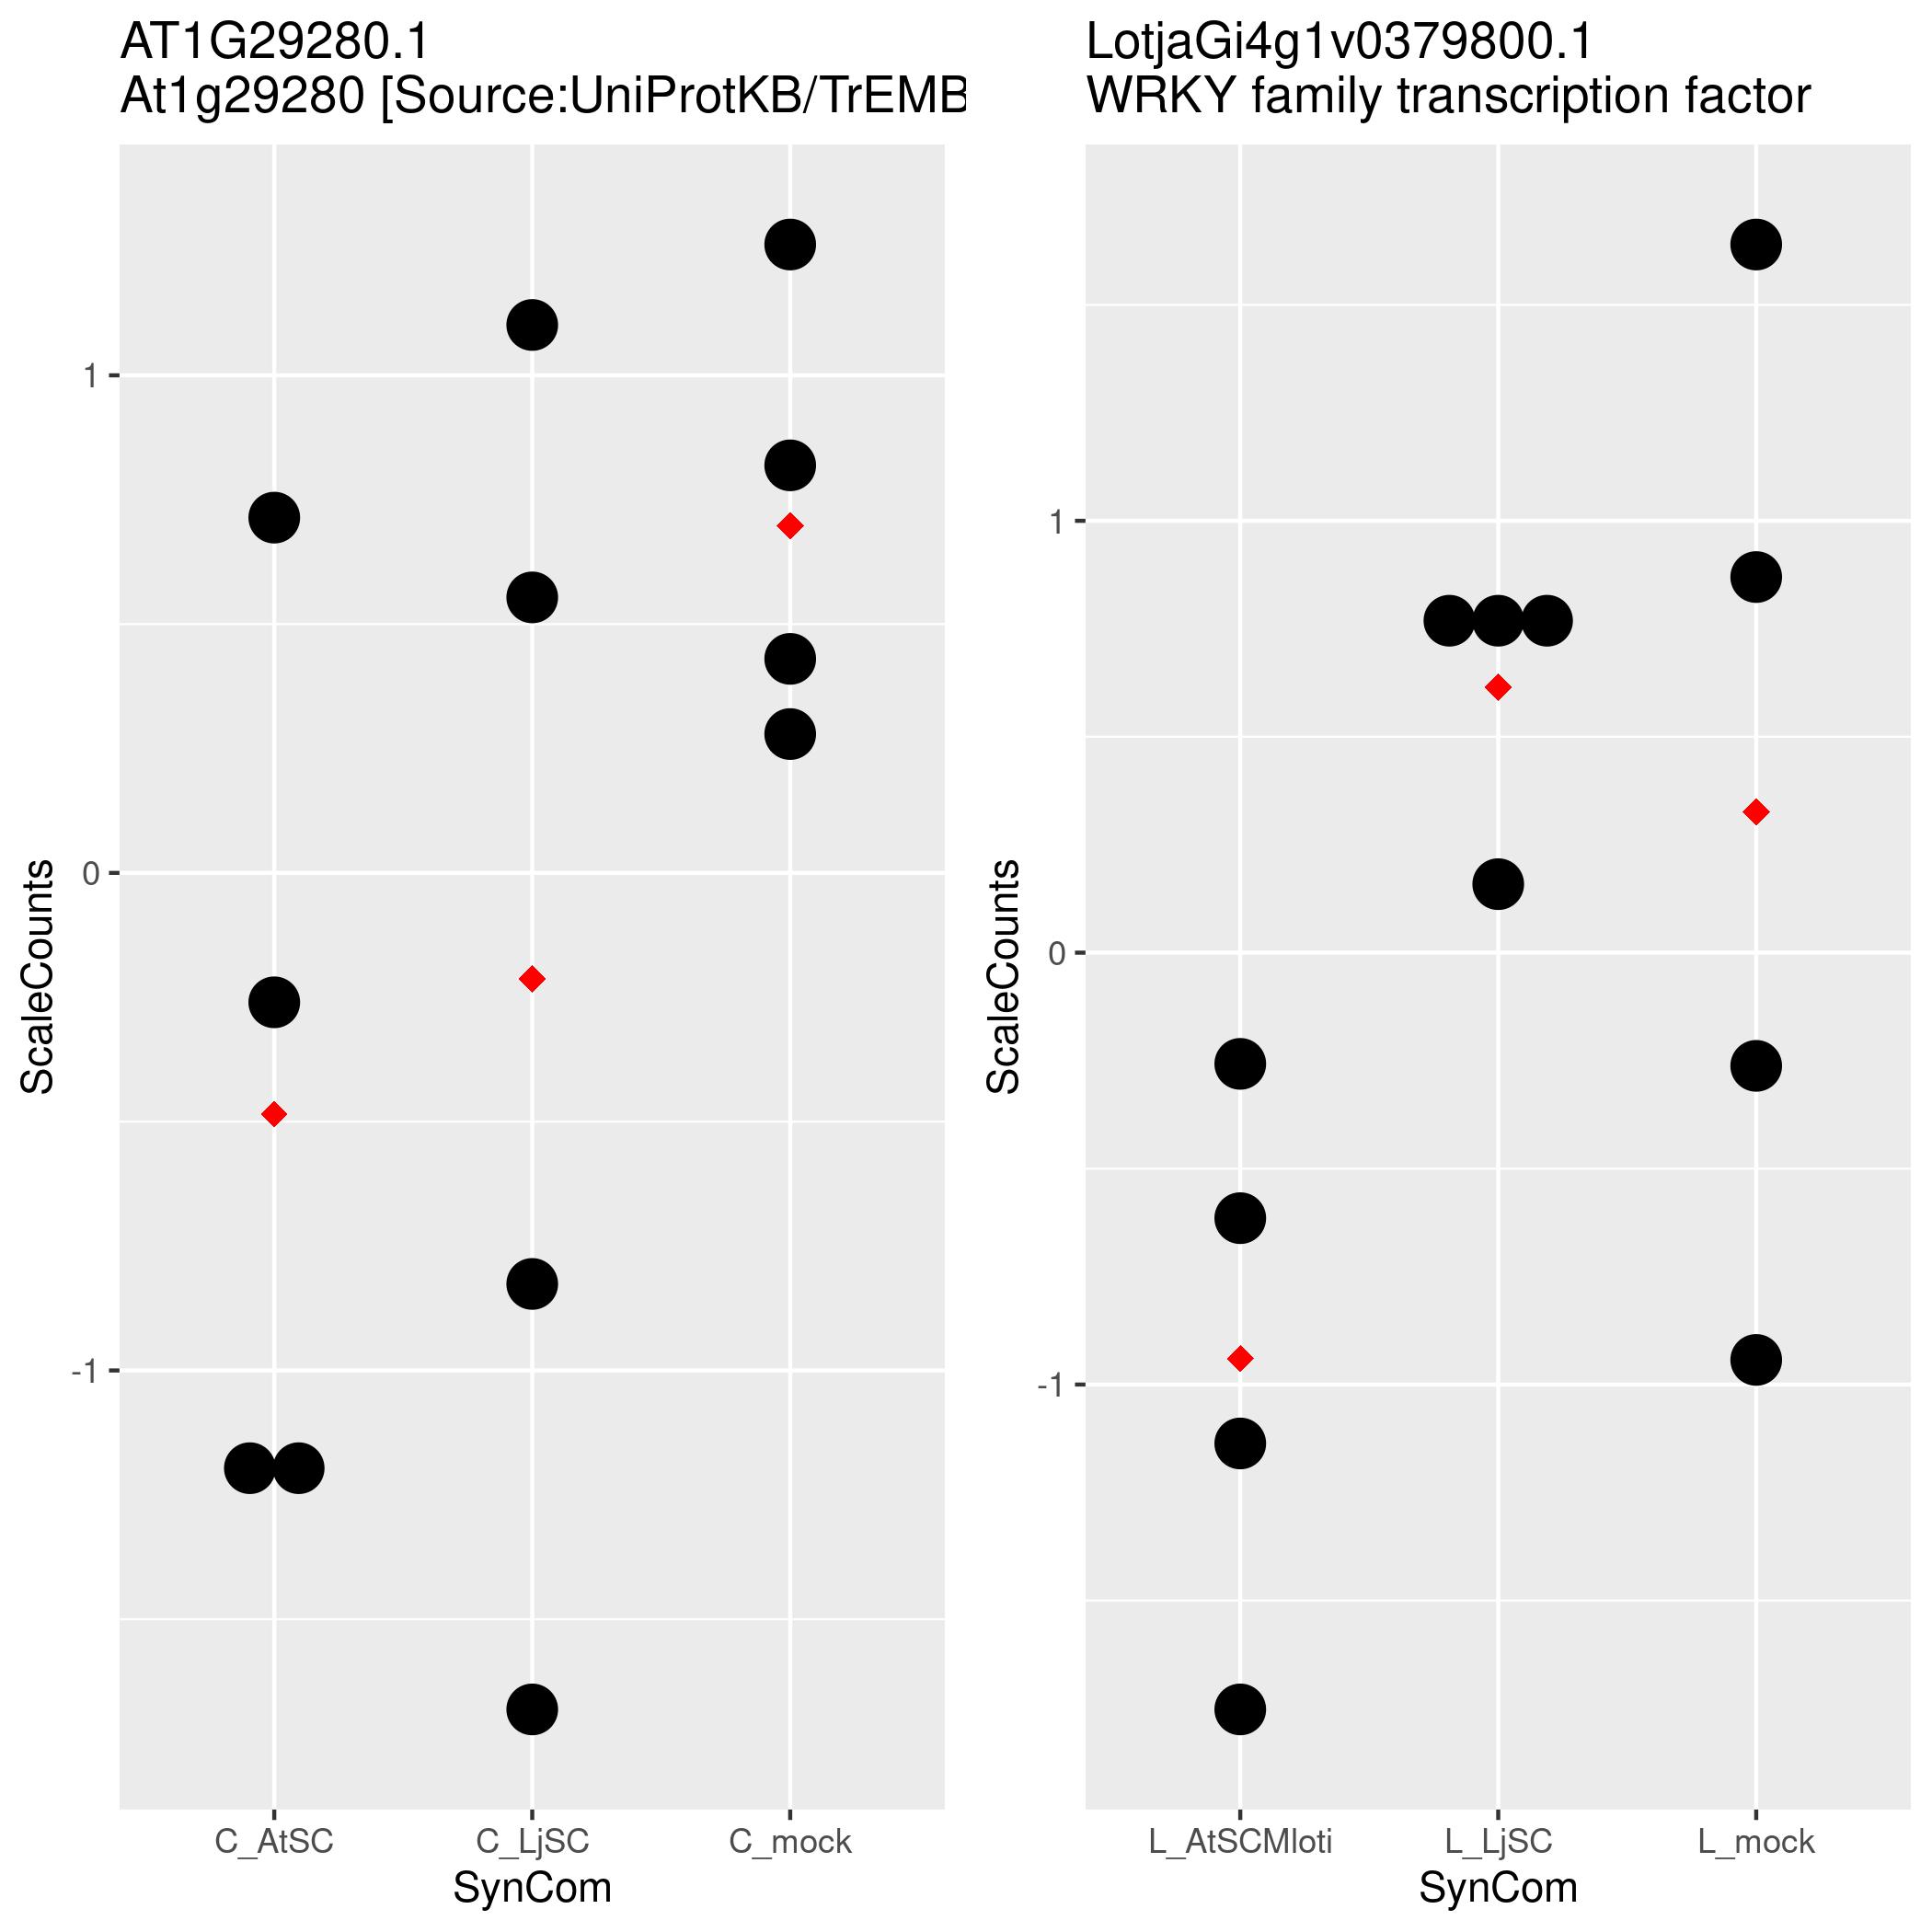 AT1G29280.1
At1g29280 [Source:UniProtKB/TrEMB
ScaleCounts
1
0
-1
C_AtSC
C_LjSC
C_mock
SynCom
LotjaGi4g1v0379800.1
WRKY family transcription factor
ScaleCounts
1
0
-1
L_AtSCMloti
L_LjSC
L_mock
SynCom